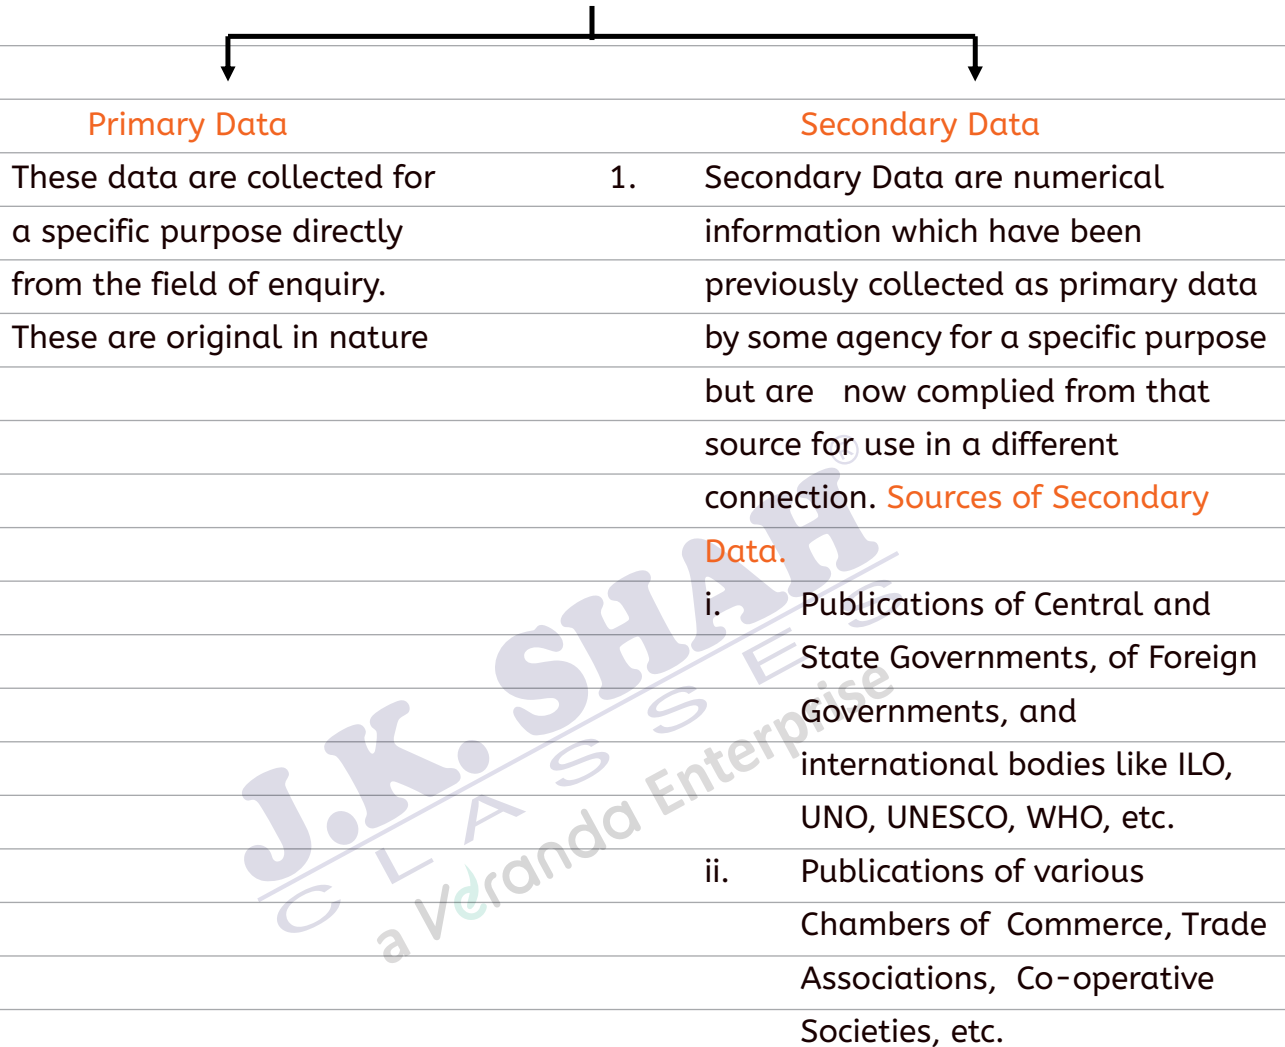 Primary Data
These data are collected for
a specific purpose directly
from the field of enquiry.
These are original in nature
Secondary Data
1. Secondary Data are numerical
information which have been
previously collected as primary data
by some agency for a specific purpose
but are now complied from that
source for use in a different
connection. Sources of Secondary
Data.
i. Publications of Central and
State Governments, of Foreign
Governments, and
international bodies like ILO,
UNO, UNESCO, WHO, etc.
ii. Publications of various
Chambers of Commerce, Trade
Associations, Co-operative
Societies, etc.
J.K. SHAH®
CLASSES
a Veranda Enterprise